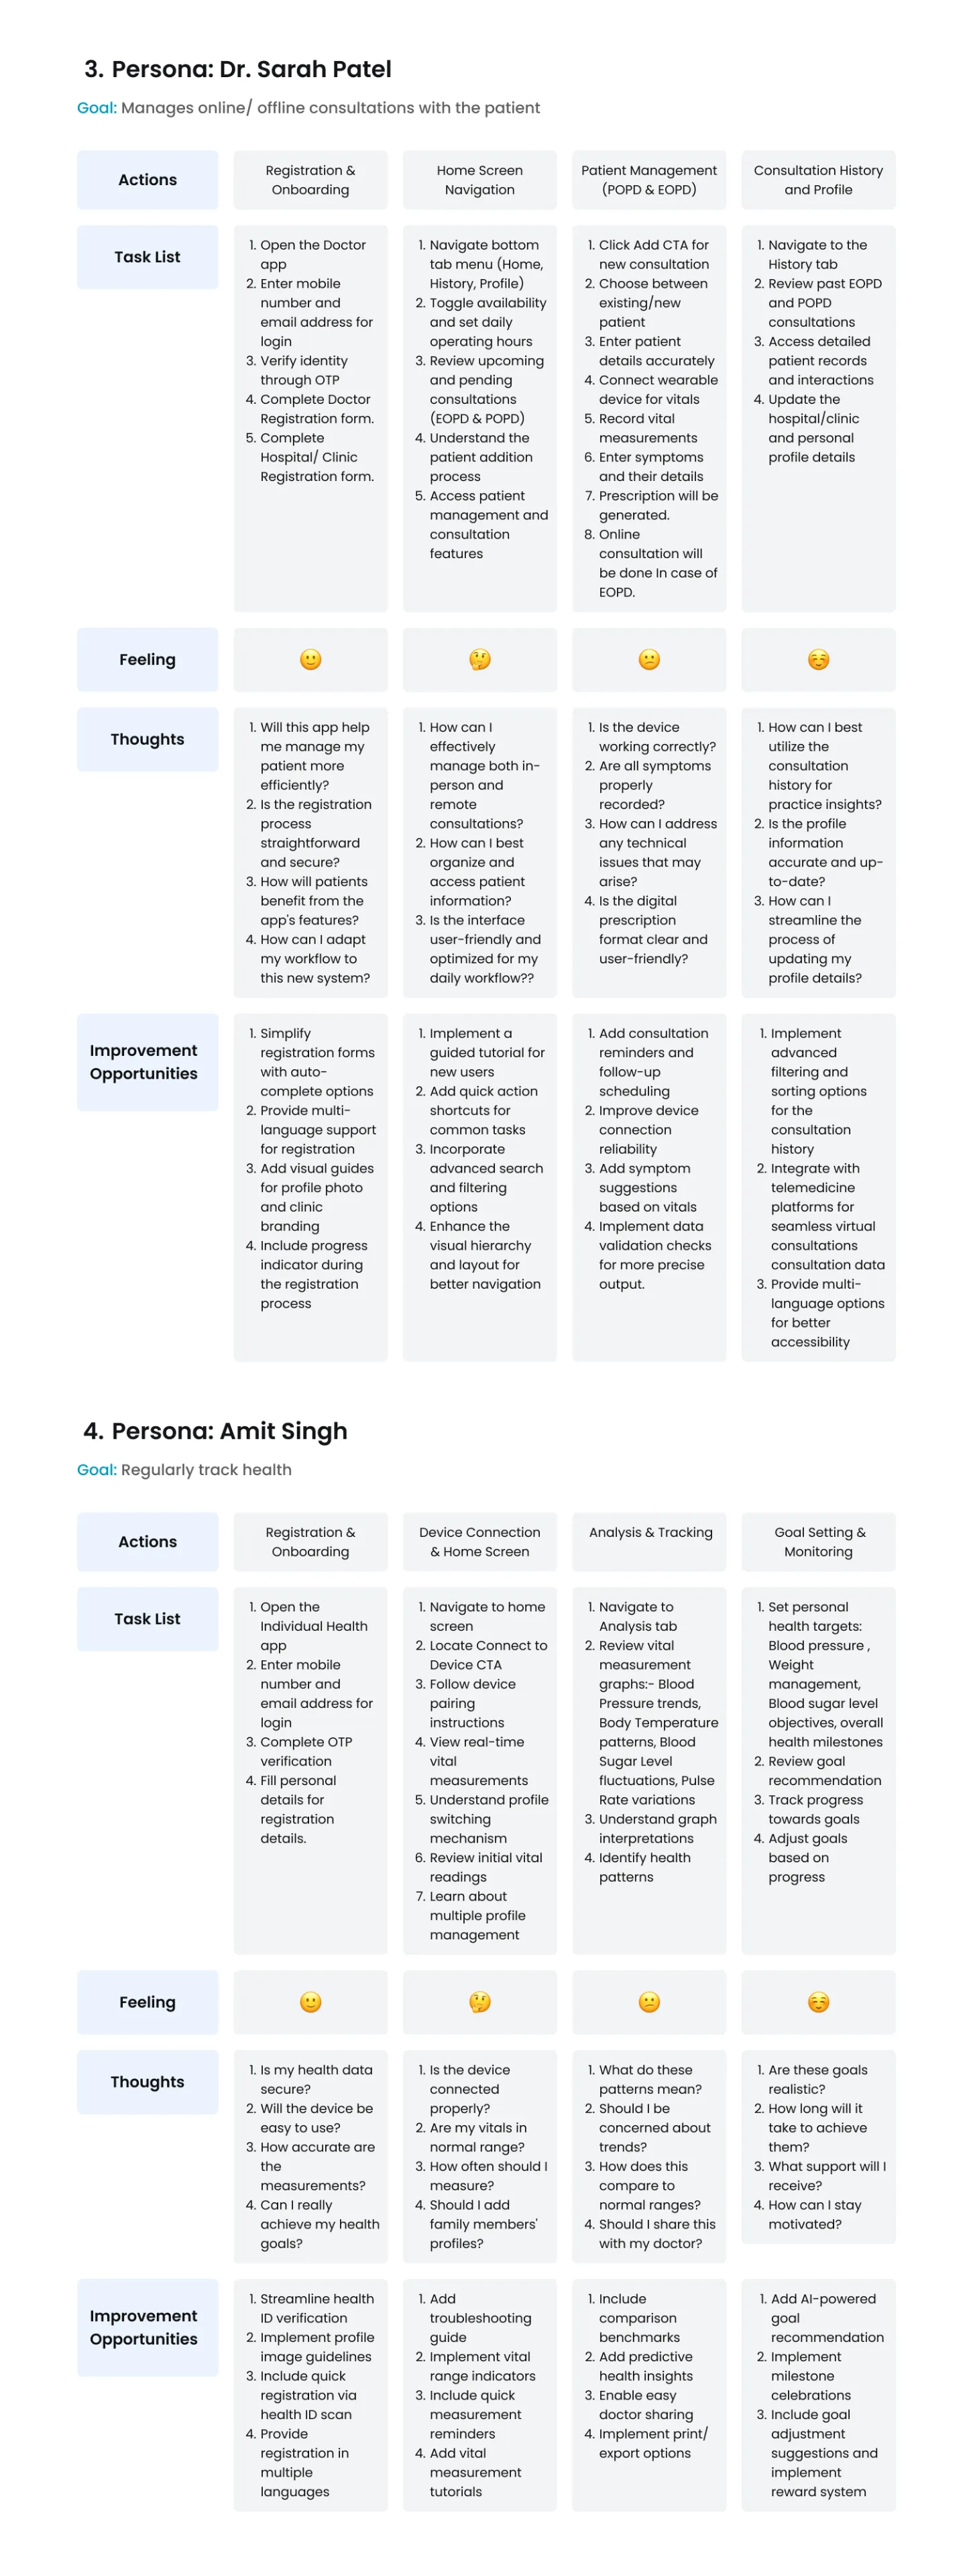 3. Persona: Dr. Sarah Patel
Goal: Manages online/ offline consultations with the patient
Actions
Registration &
Onboarding
Home Screen
Navigation
Patient Management
(POPD & EOPD)
Consultation History
and Profile
Task List
1. Open the Doctor
app
2. Enter mobile
number and
email address for
login
3. Verify identity
through OTP
4. Complete Doctor
Registration form.
5. Complete
Hospital/ Clinic
Registration form.
1. Navigate bottom
tab menu (Home,
History, Profile)
2. Toggle availability
and set daily
operating hours
3. Review upcoming
and pending
consultations
(EOPD & POPD)
4. Understand the
patient addition
process
5. Access patient
management and
consultation
features
1. Click Add CTA for
new consultation
2. Choose between
existing/new
patient
3. Enter patient
details accurately
4. Connect wearable
device for vitals
5. Record vital
measurements
6. Enter symptoms
and their details
7. Prescription will be
generated.
8. Online
consultation will
be done In case of
EOPD.
1. Navigate to the
History tab
2. Review past EOPD
and POPD
consultations
3. Access detailed
patient records
and interactions
4. Update the
hospital/clinic
and personal
profile details
Feeling
Thoughts
1. Will this app help
me manage my
patient more
efficiently?
2. Is the registration
process
straightforward
and secure?
3. How will patients
benefit from the
app's features?
4. How can I adapt
my workflow to
this new system?
1. How can I
effectively
manage both in-
person and
remote
consultations?
2. How can I best
organize and
access patient
information?
3. Is the interface
user-friendly and
optimized for my
daily workflow??
1. Is the device
working correctly?
2. Are all symptoms
properly
recorded?
3. How can I address
any technical
issues that may
arise?
4. Is the digital
prescription
format clear and
user-friendly?
1. How can I best
utilize the
consultation
history for
practice insights?
2. Is the profile
information
accurate and up-
to-date?
3. How can I
streamline the
process of
updating my
profile details?
Improvement
Opportunities
1. Simplify
registration forms
with auto-
complete options
2. Provide multi-
language support
for registration
3. Add visual guides
for profile photo
and clinic
branding
4. Include progress
indicator during
the registration
process
1. Implement a
guided tutorial for
new users
2. Add quick action
shortcuts for
common tasks
3. Incorporate
advanced search
and filtering
options
4. Enhance the
visual hierarchy
and layout for
better navigation
1. Add consultation
reminders and
follow-up
scheduling
2. Improve device
connection
reliability
3. Add symptom
suggestions
based on vitals
4. Implement data
validation checks
for more precise
output.
1. Implement
advanced
filtering and
sorting options
for the
consultation
history
2. Integrate with
telemedicine
platforms for
seamless virtual
consultations
consultation data
3. Provide multi-
language options
for better
accessibility
4. Persona: Amit Singh
Goal: Regularly track health
Actions
Registration &
Onboarding
Device Connection
& Home Screen
Analysis & Tracking
Goal Setting &
Monitoring
Task List
1. Open the
Individual Health
app
2. Enter mobile
number and
email address for
login
3. Complete OTP
verification
4. Fill personal
details for
registration
details.
1. Navigate to home
screen
2. Locate Connect to
Device CTA
3. Follow device
pairing
instructions
4. View real-time
vital
measurements
5. Understand profile
switching
mechanism
6. Review initial vital
readings
7. Learn about
multiple profile
management
1. Navigate to
Analysis tab
2. Review vital
measurement
graphs:- Blood
Pressure trends,
Body Temperature
patterns, Blood
Sugar Level
fluctuations, Pulse
Rate variations
3. Understand graph
interpretations
4. Identify health
patterns
1. Set personal
health targets:
Blood pressure ,
Weight
management,
Blood sugar level
objectives, overall
health milestones
2. Review goal
recommendation
3. Track progress
towards goals
4. Adjust goals
based on
progress
Feeling
Thoughts
1. Is my health data
secure?
2. Will the device be
easy to use?
3. How accurate are
the
measurements?
4. Can I really
achieve my health
goals?
1. Is the device
connected
properly?
2. Are my vitals in
normal range?
3. How often should I
measure?
4. Should I add
family members'
profiles?
1. What do these
patterns mean?
2. Should I be
concerned about
trends?
3. How does this
compare to
normal ranges?
4. Should I share this
with my doctor?
1. Are these goals
realistic?
2. How long will it
take to achieve
them?
3. What support will I
receive?
4. How can I stay
motivated?
Improvement
Opportunities
1. Streamline health
ID verification
2. Implement profile
image guidelines
3. Include quick
registration via
health ID scan
4. Provide
registration in
multiple
languages
1. Add
troubleshooting
guide
2. Implement vital
range indicators
3. Include quick
measurement
reminders
4. Add vital
measurement
tutorials
1. Include
comparison
benchmarks
2. Add predictive
health insights
3. Enable easy
doctor sharing
4. Implement print/
export options
1. Add AI-powered
goal
recommendation
2. Implement
milestone
celebrations
3. Include goal
adjustment
suggestions and
implement
reward system